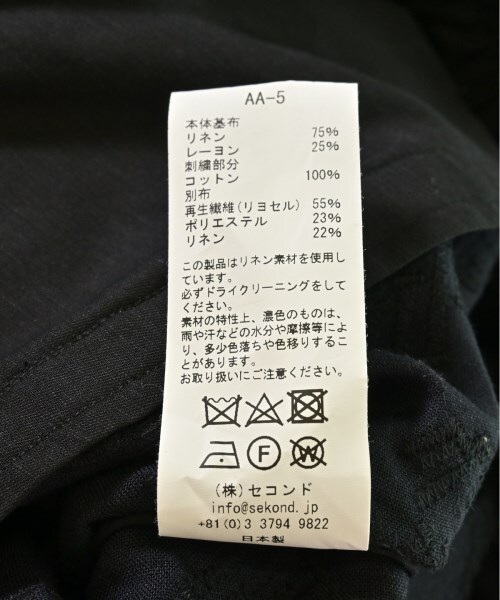 AA-5
本体基布
リネン 75%
レーヨン 25%
刺繍部分
コットン 100%
別布
再生繊維(リヨセル) 55%
ポリエステル 23%
リネン 22%
この製品はリネン素材を使用し
ています。
必ずドライクリーニングをして
ください。
素材の特性上、濃色のものは、
雨や汗などの水分や摩擦等によ
り、多少色落ちや色移りするこ
とがあります。
お取り扱いにご注意ください。
F W
(株)セコンド
info@sekond.jp
+81(0)3 3794 9822
日本製